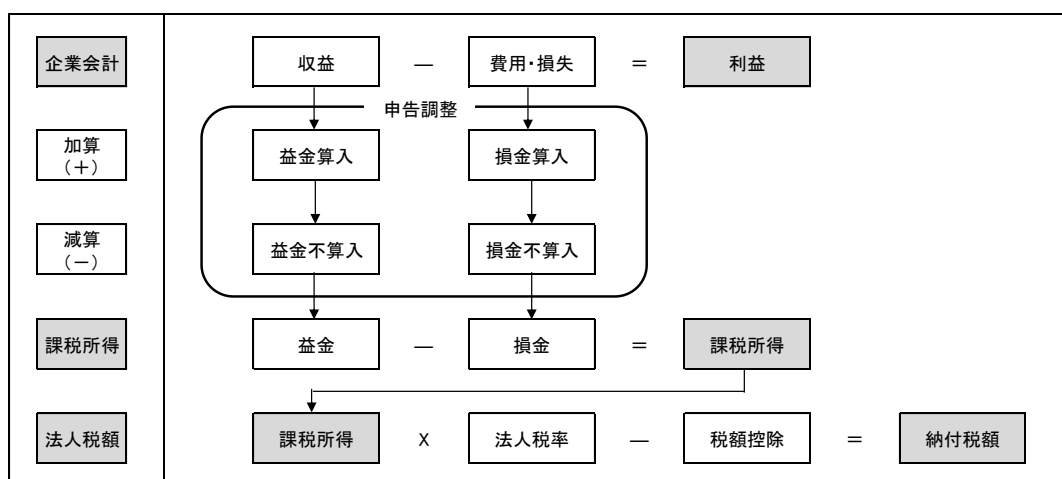 企業会計 収益 － 費用・損失 ＝ 利益
申告調整
加算
（＋） 益金算入 損金算入
減算
（－） 益金不算入 損金不算入
課税所得 益金 － 損金 ＝ 課税所得
法人税額 課税所得 X 法人税率 － 税額控除 ＝ 納付税額